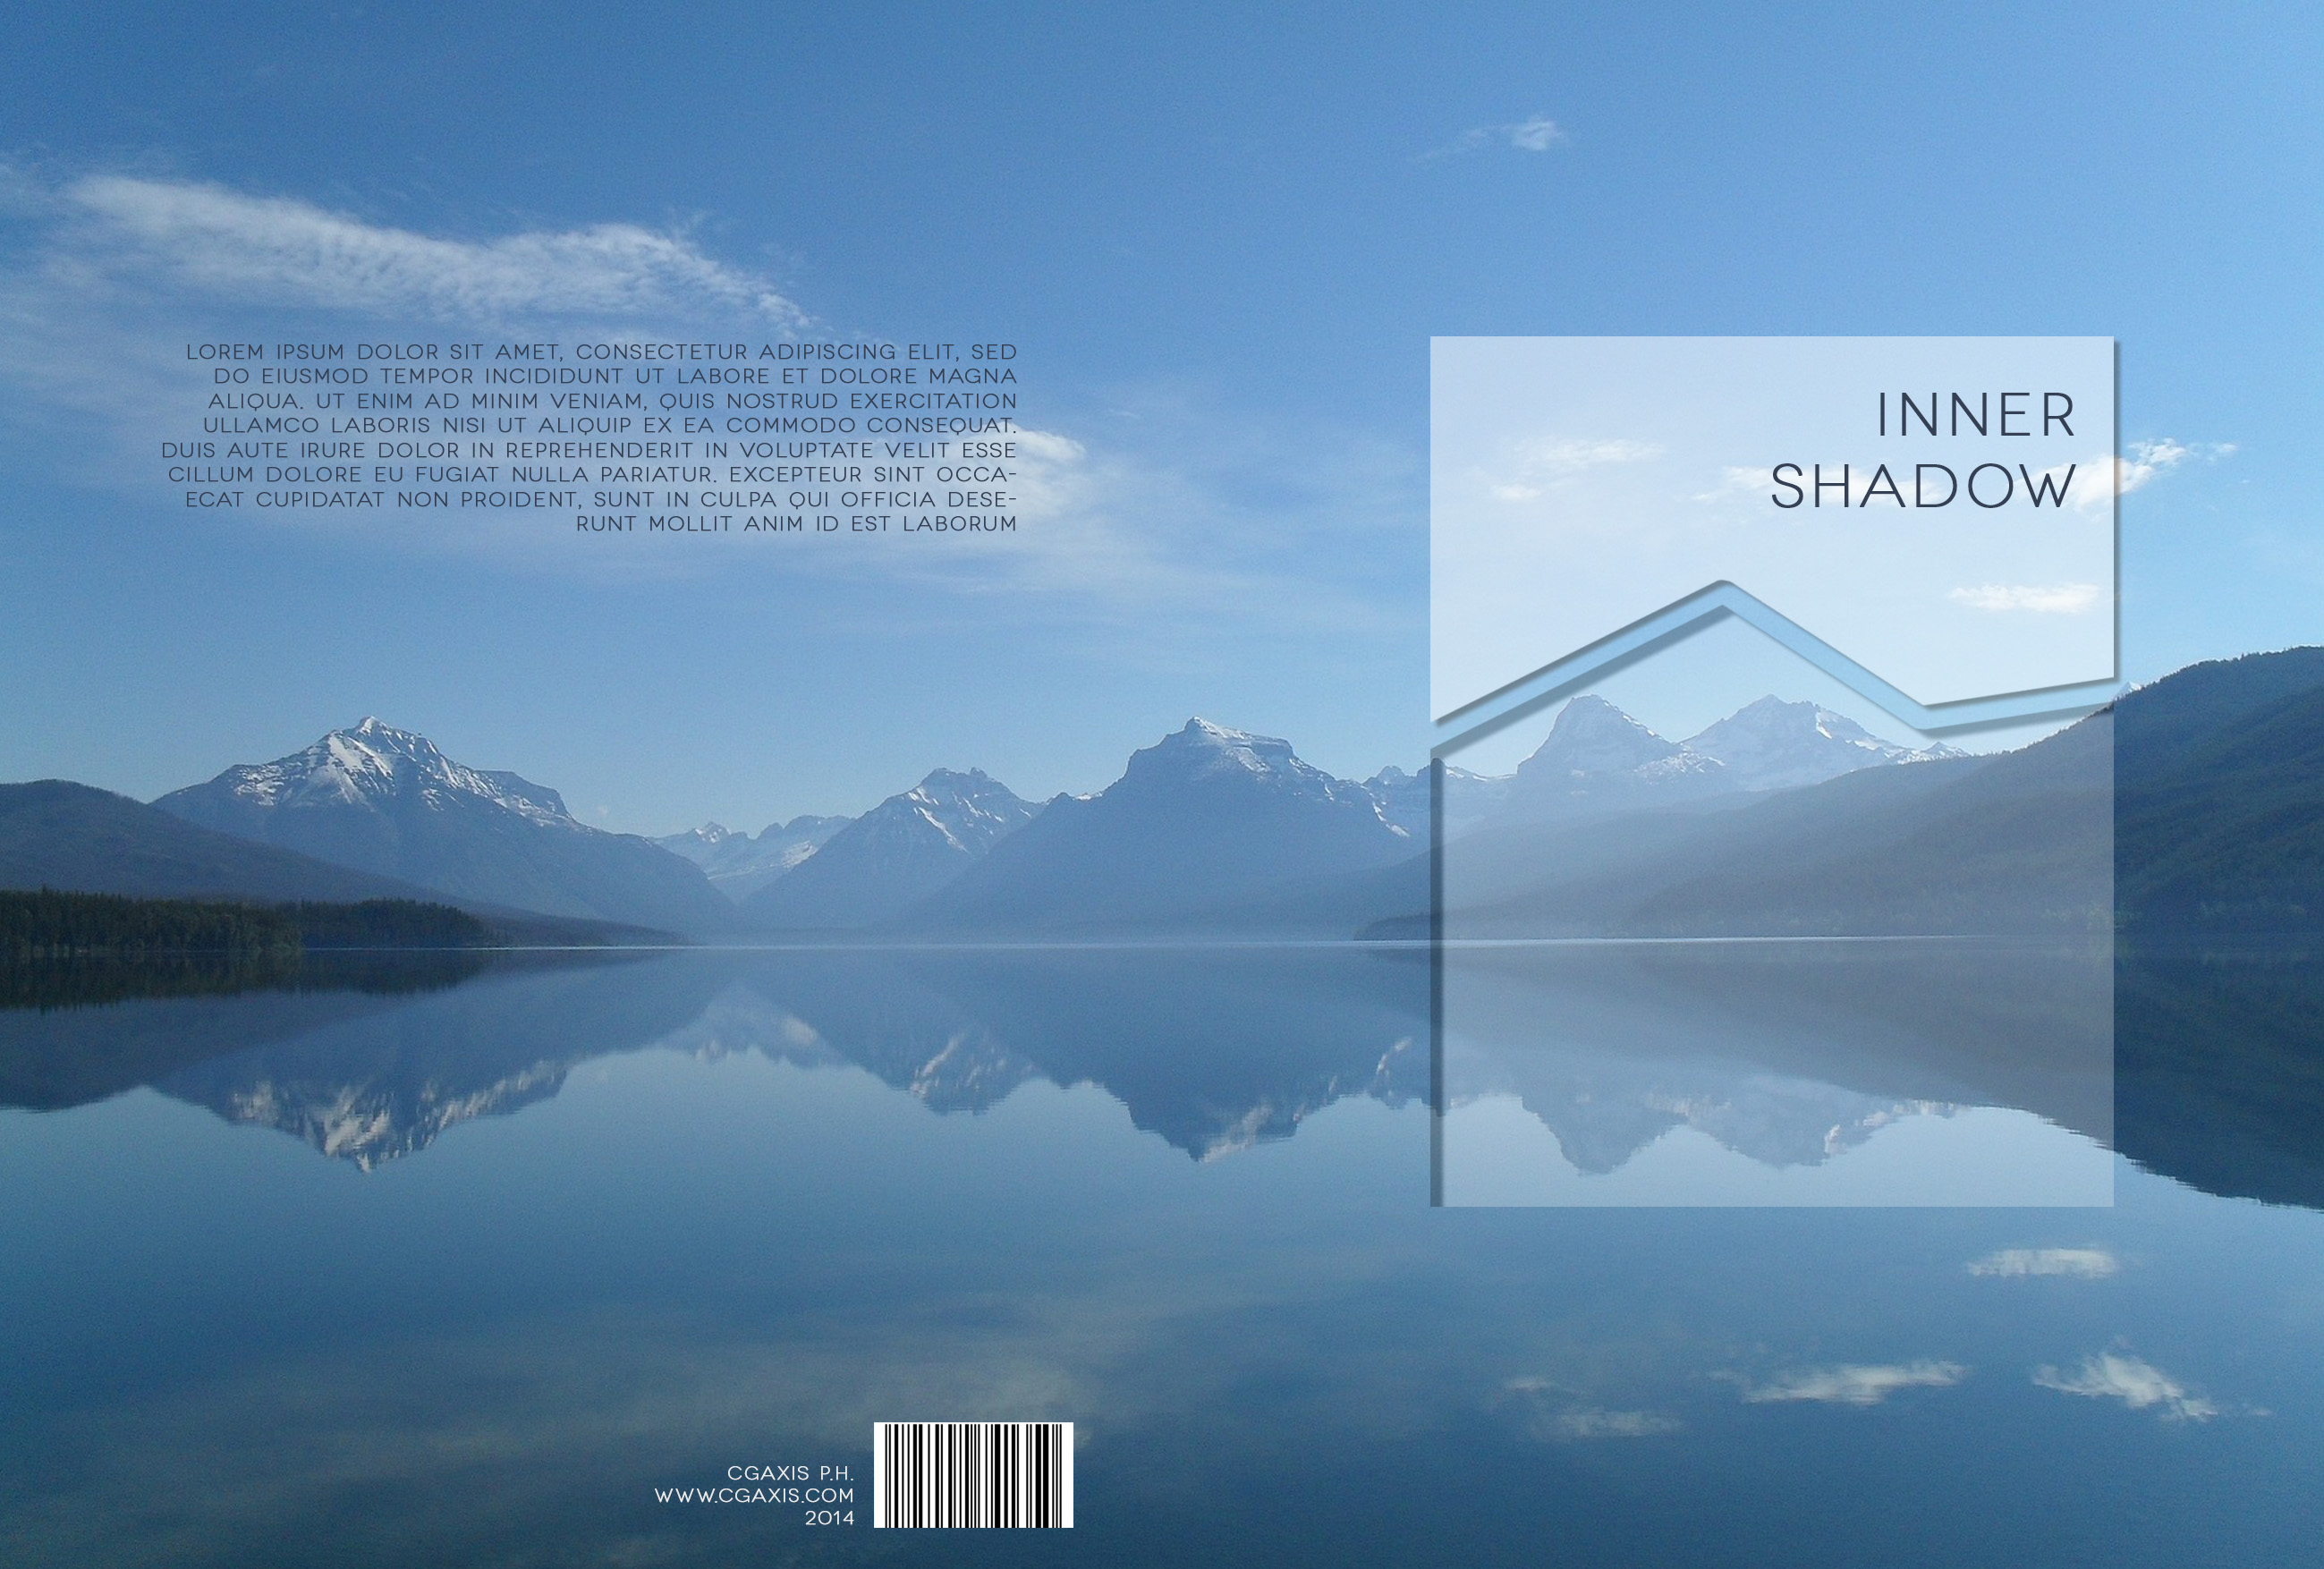 LOREM IPSUM DOLOR SIT AMET, CONSECTETUR ADIPISCING ELIT, SED
DO EIUSMOD TEMPOR INCIDIDUNT UT LABORE ET DOLORE MAGNA
ALIQUA. UT ENIM AD MINIM VENIAM, QUIS NOSTRUD EXERCITATION
ULLAMCO LABORIS NISI UT ALIQUIP EX EA COMMODO CONSEQUAT.
DUIS AUTE IRURE DOLOR IN REPREHENDERIT IN VOLUPTATE VELIT ESSE
CILLUM DOLORE EU FUGIAT NULLA PARIATUR. EXCEPTEUR SINT OCCA-
ECAT CUPIDATAT NON PROIDENT, SUNT IN CULPA QUI OFFICIA DESE-
RUNT MOLLIT ANIM ID EST LABORUM
CGAXIS P.H.
WWW.CGAXIS.COM
2014
INNER
SHADOW